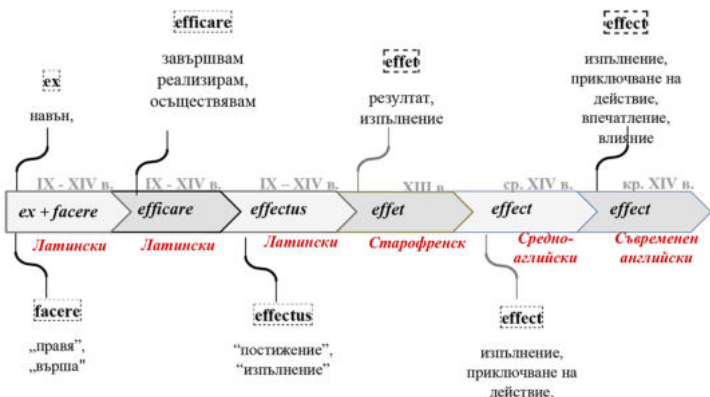 efficare
effect
завършвам
реализирам,
осъществявам
effet
изпълнение,
приключване на
действие,
впечатление,
влияние
ex
навън,
резултат,
изпълнение
IX - XIV в.
IX - XIV в.
IX – XIV в.
XIII в.
ср. XIV в.
кр. XIV в.
ex + facere
efficare
effectus
effet
effect
effect
Латински
Латински
Латински
Старофренск
Средно-
аглийски
Съвременен
английски
facere
effectus
effect
„правя”,
„върша"
“постижение”,
“изпълнение”
изпълнение,
приключване на
действие,